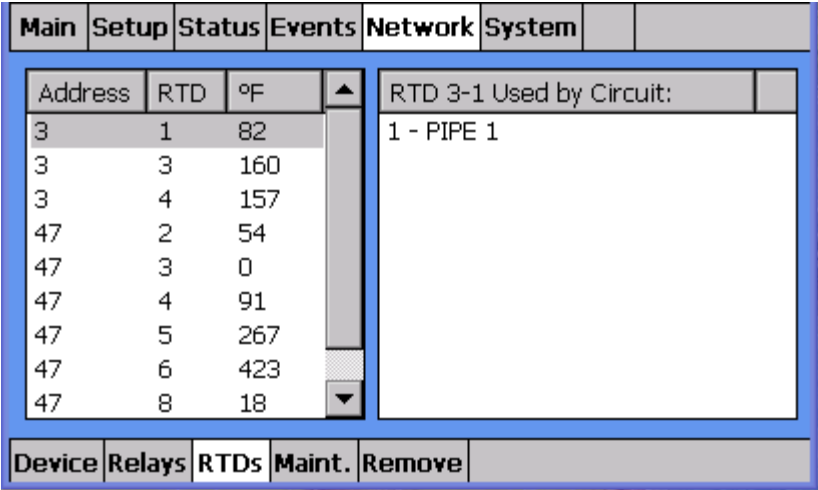 Main Setup Status Events Network System
Address RTD ºF
3 1 82
3 3 160
3 4 157
47 2 54
47 3 0
47 4 91
47 5 267
47 6 423
47 8 18
RTD 3-1 Used by Circuit:
1 - PIPE 1
Device Relays RTDs Maint. Remove